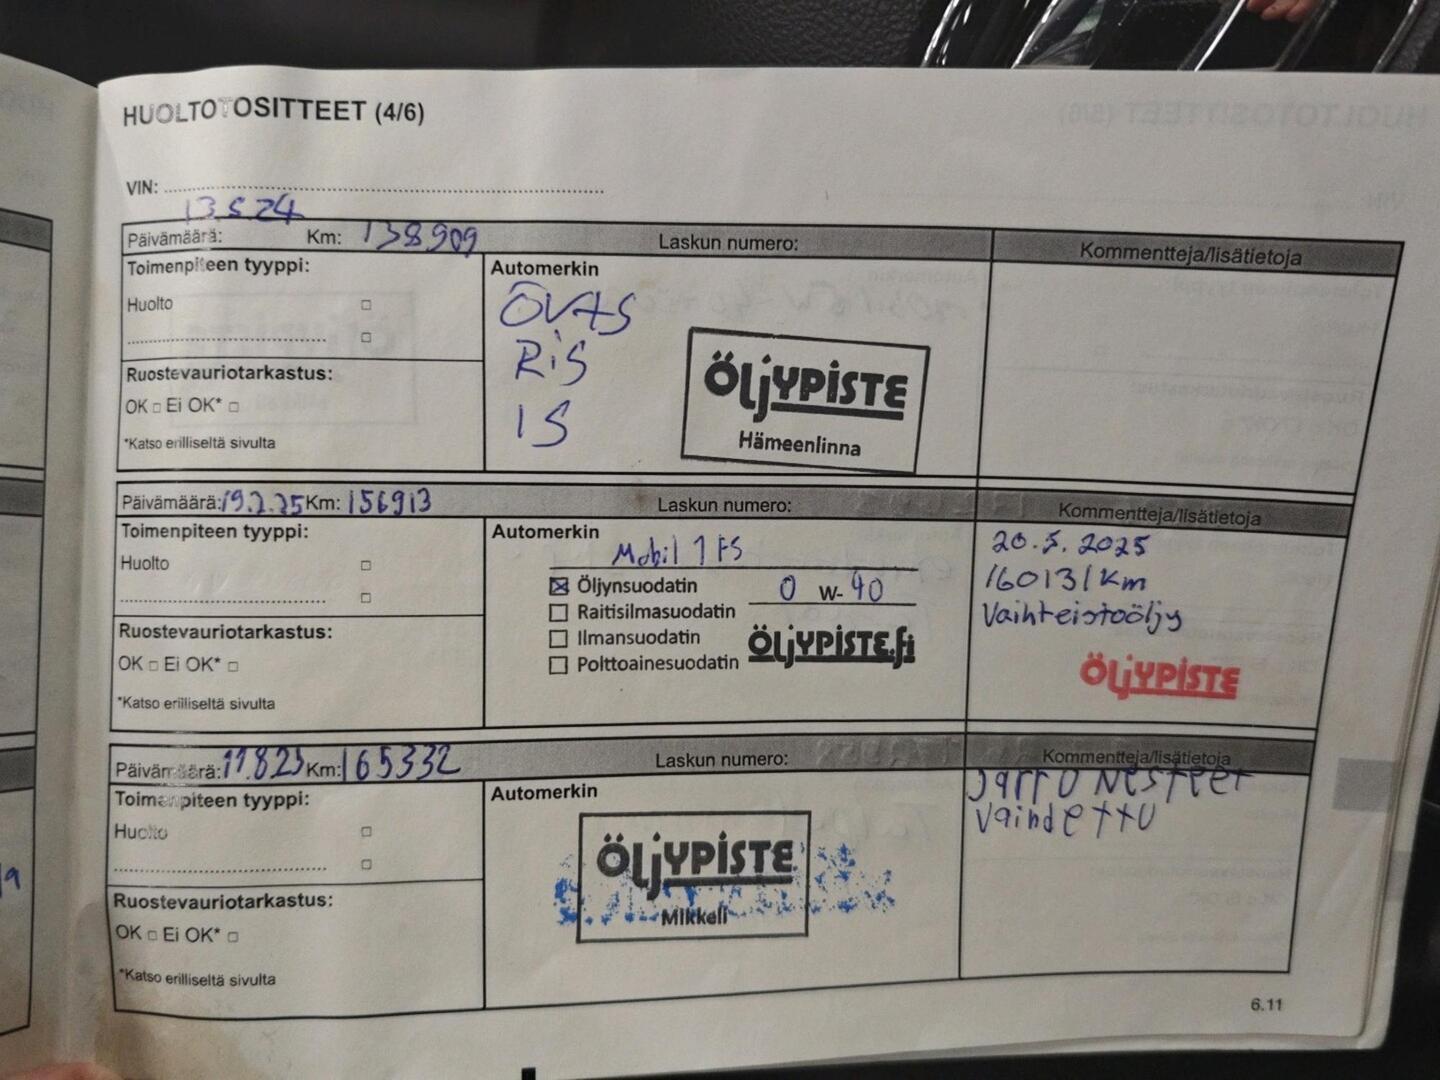 HUOLTOTOSITTEET (4/6)
VIN:
13.5.24
Päivämäärä: Km: 138909 Laskun numero: Kommentteja/lisätietoja
Toimenpiteen tyyppi:
Huolto
Ruostevauriotarkastus:
OK □ Ei OK* □
*Katso erilliseltä sivulta
Automerkin
ÖVAS
RiS
IS
ÖLjYPiSTE
Hämeenlinna
Päivämäärä: 19.2.25 Km: 156913 Laskun numero: Kommentteja/lisätietoja
Toimenpiteen tyyppi:
Huolto
Ruostevauriotarkastus:
OK □ Ei OK* □
*Katso erilliseltä sivulta
Automerkin
Mobil 1 FS
☒ Öljynsuodatin 0 W-40
□ Raitisilmasuodatin
□ Ilmansuodatin
□ Polttoainesuodatin
ÖLjYPiSTE.fi
20.5.2025
160131km
Vaihteistoöljy
ÖLjYPiSTE
Päivämäärä: 11.8.25 Km: 165332 Laskun numero: Kommentteja/lisätietoja
Toimenpiteen tyyppi:
Huolto
Ruostevauriotarkastus:
OK □ Ei OK* □
*Katso erilliseltä sivulta
Automerkin
ÖLjYPiSTE
Mikkeli
JARRUNESTEET
VAihdETTU
6.11